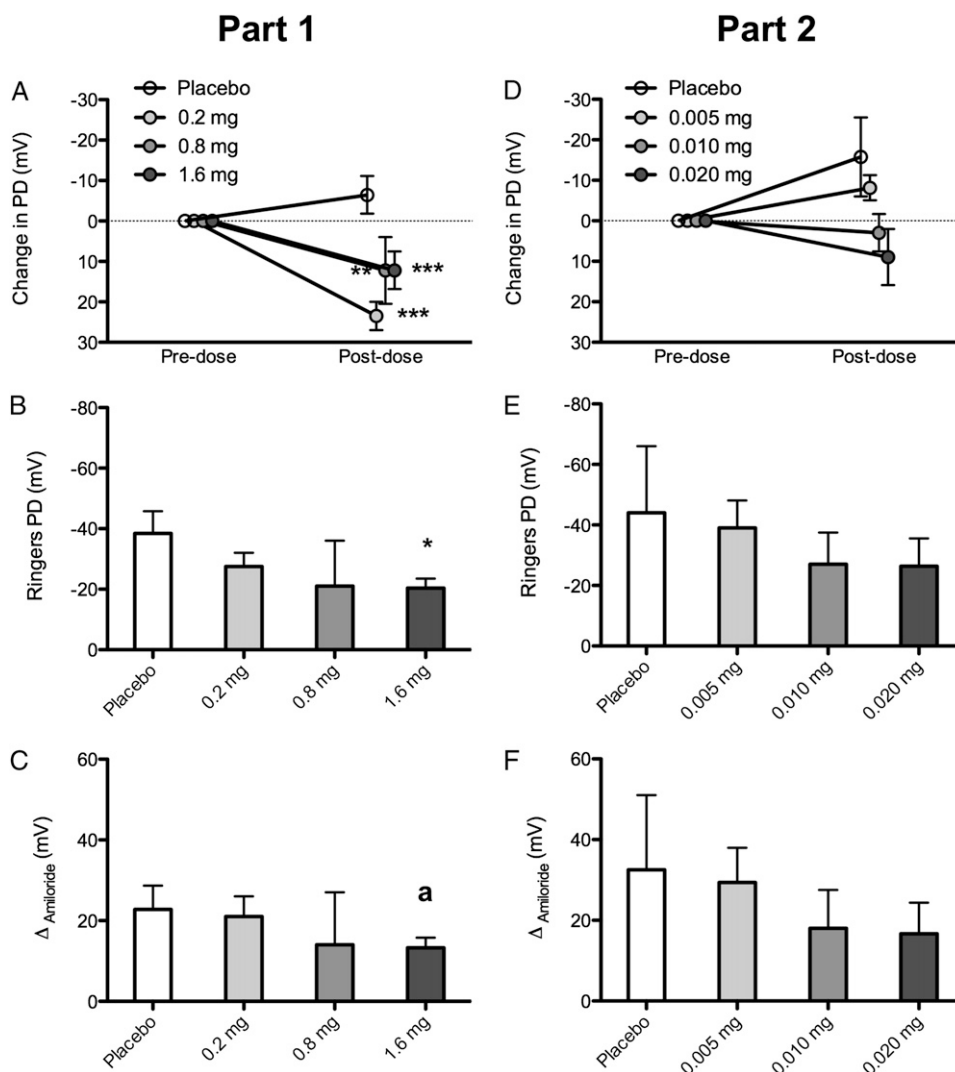 Part 1
Part 2
A
Placebo
0.2 mg
0.8 mg
1.6 mg
Change in PD (mV)
-30
-20
-10
0
10
20
30
**
***
***
Pre-dose
Post-dose
D
Placebo
0.005 mg
0.010 mg
0.020 mg
Change in PD (mV)
-30
-20
-10
0
10
20
30
Pre-dose
Post-dose
B
Ringers PD (mV)
-80
-60
-40
-20
0
*
Placebo
0.2 mg
0.8 mg
1.6 mg
E
Ringers PD (mV)
-80
-60
-40
-20
0
Placebo
0.005 mg
0.010 mg
0.020 mg
C
Δ Amiloride (mV)
60
40
20
0
a
Placebo
0.2 mg
0.8 mg
1.6 mg
F
Δ Amiloride (mV)
60
40
20
0
Placebo
0.005 mg
0.010 mg
0.020 mg